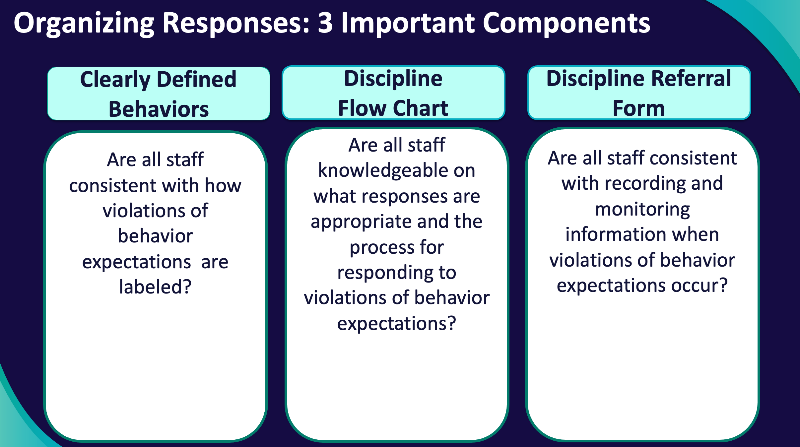 Organizing Responses: 3 Important Components
Clearly Defined
Behaviors
Are all staff
consistent with how
violations of
behavior
expectations  are
labeled?
Discipline
Flow Chart
Are all staff
knowledgeable on
what responses are
appropriate and the
process for
responding to
violations of behavior
expectations?
Discipline Referral
Form
Are all staff consistent
with recording and
monitoring
information when
violations of behavior
expectations occur?